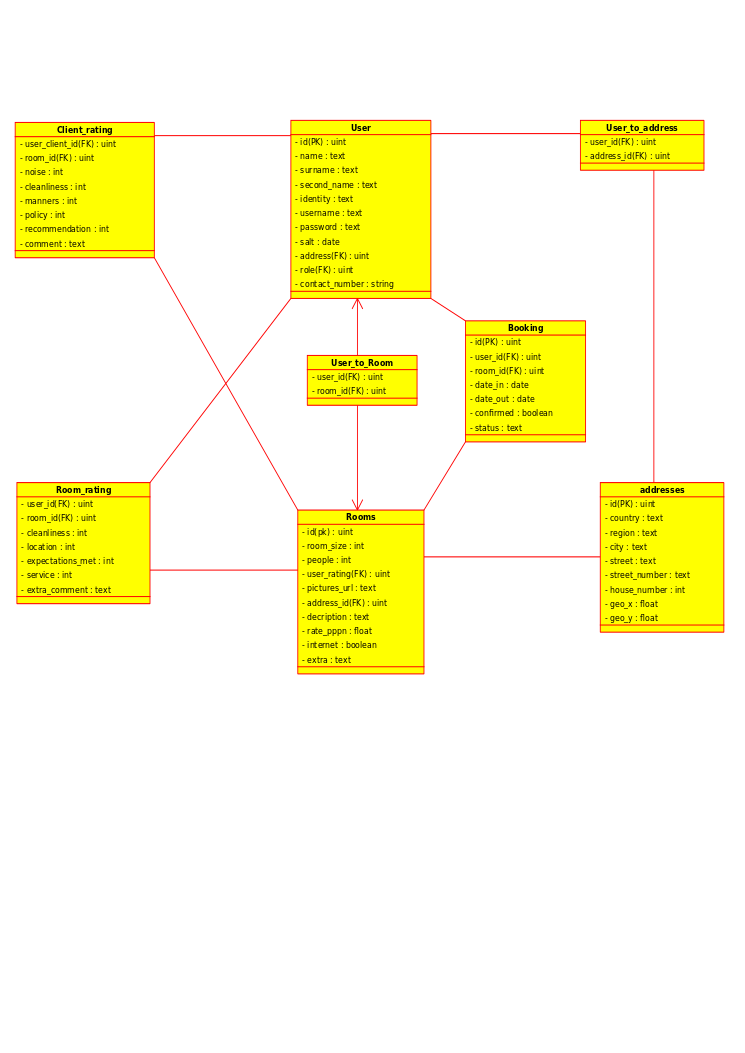 Client_rating
- user_client_id(FK) : uint
- room_id(FK) : uint
- noise : int
- cleanliness : int
- manners : int
- policy : int
- recommendation : int
- comment : text
User
- id(PK) : uint
- name : text
- surname : text
- second_name : text
- identity : text
- username : text
- password : text
- salt : date
- address(FK) : uint
- role(FK) : uint
- contact_number : string
User_to_address
- user_id(FK) : uint
- address_id(FK) : uint
Booking
- id(PK) : uint
- user_id(FK) : uint
- room_id(FK) : uint
- date_in : date
- date_out : date
- confirmed : boolean
- status : text
User_to_Room
- user_id(FK) : uint
- room_id(FK) : uint
Room_rating
- user_id(FK) : uint
- room_id(FK) : uint
- cleanliness : int
- location : int
- expectations_met : int
- service : int
- extra_comment : text
Rooms
- id(pk) : uint
- room_size : int
- people : int
- user_rating(FK) : uint
- pictures_url : text
- address_id(FK) : uint
- decription : text
- rate_pppn : float
- internet : boolean
- extra : text
addresses
- id(PK) : uint
- country : text
- region : text
- city : text
- street : text
- street_number : text
- house_number : int
- geo_x : float
- geo_y : float